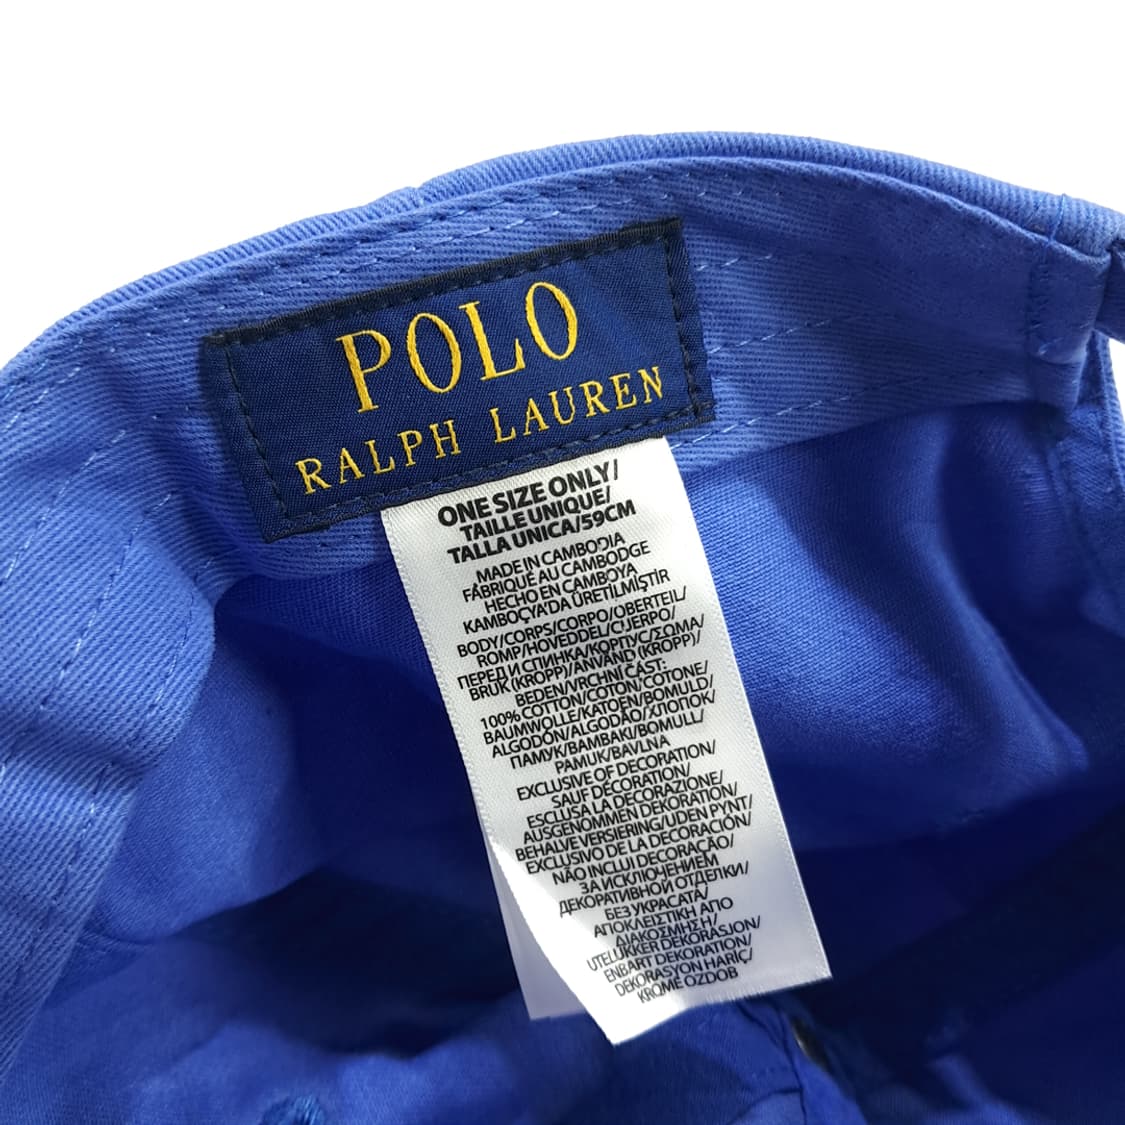 POLO
RALPH LAUREN
ONE SIZE ONLY/
TAILLE UNIQUE/
TALLA UNICA/59CM
MADE IN CAMBODIA
FABRIQUÉ AU CAMBODGE
HECHO EN CAMBOYA
KAMBOÇYA'DA ÜRETİLMİŞTİR
BODY/CORPS/CORPO/OBERTEIL/
ROMP/HOVEDDEL/CUERPO/
ПЕРЕД И СПИНКА/КОРПУС/ΣΩΜΑ/
BRUK (KROPP)/ANVÄND (KROPP)/
BEDEN/VRCHNÍ ČÁST:
100% COTTON/COTON/COTONE/
BAUMWOLLE/KATOEN/BOMULD/
ALGODÓN/ALGODÃO/ХЛОПОК/
ПАМУК/ΒΑΜΒΑΚΙ/BOMULL/
PAMUK/BAVLNA
EXCLUSIVE OF DECORATION/
SAUF DÉCORATION/
ESCLUSA LA DECORAZIONE/
AUSGENOMMEN DEKORATION/
BEHALVE VERSIERING/UDEN PYNT/
EXCLUSIVO DE LA DECORACIÓN/
NÃO INCLUI DECORAÇÃO/
ЗА ИСКЛЮЧЕНИЕМ
ДЕКОРАТИВНОЙ ОТДЕЛКИ/
БЕЗ УКРАСАТА/
ΑΠΟΚΛΕΙΣΤΙΚΗ ΑΠΟ
ΔΙΑΚΟΣΜΗΣΗ/
UTELUKKER DEKORASJON/
ENBART DEKORATION/
DEKORASYON HARİÇ/
KROMĚ OZDOB